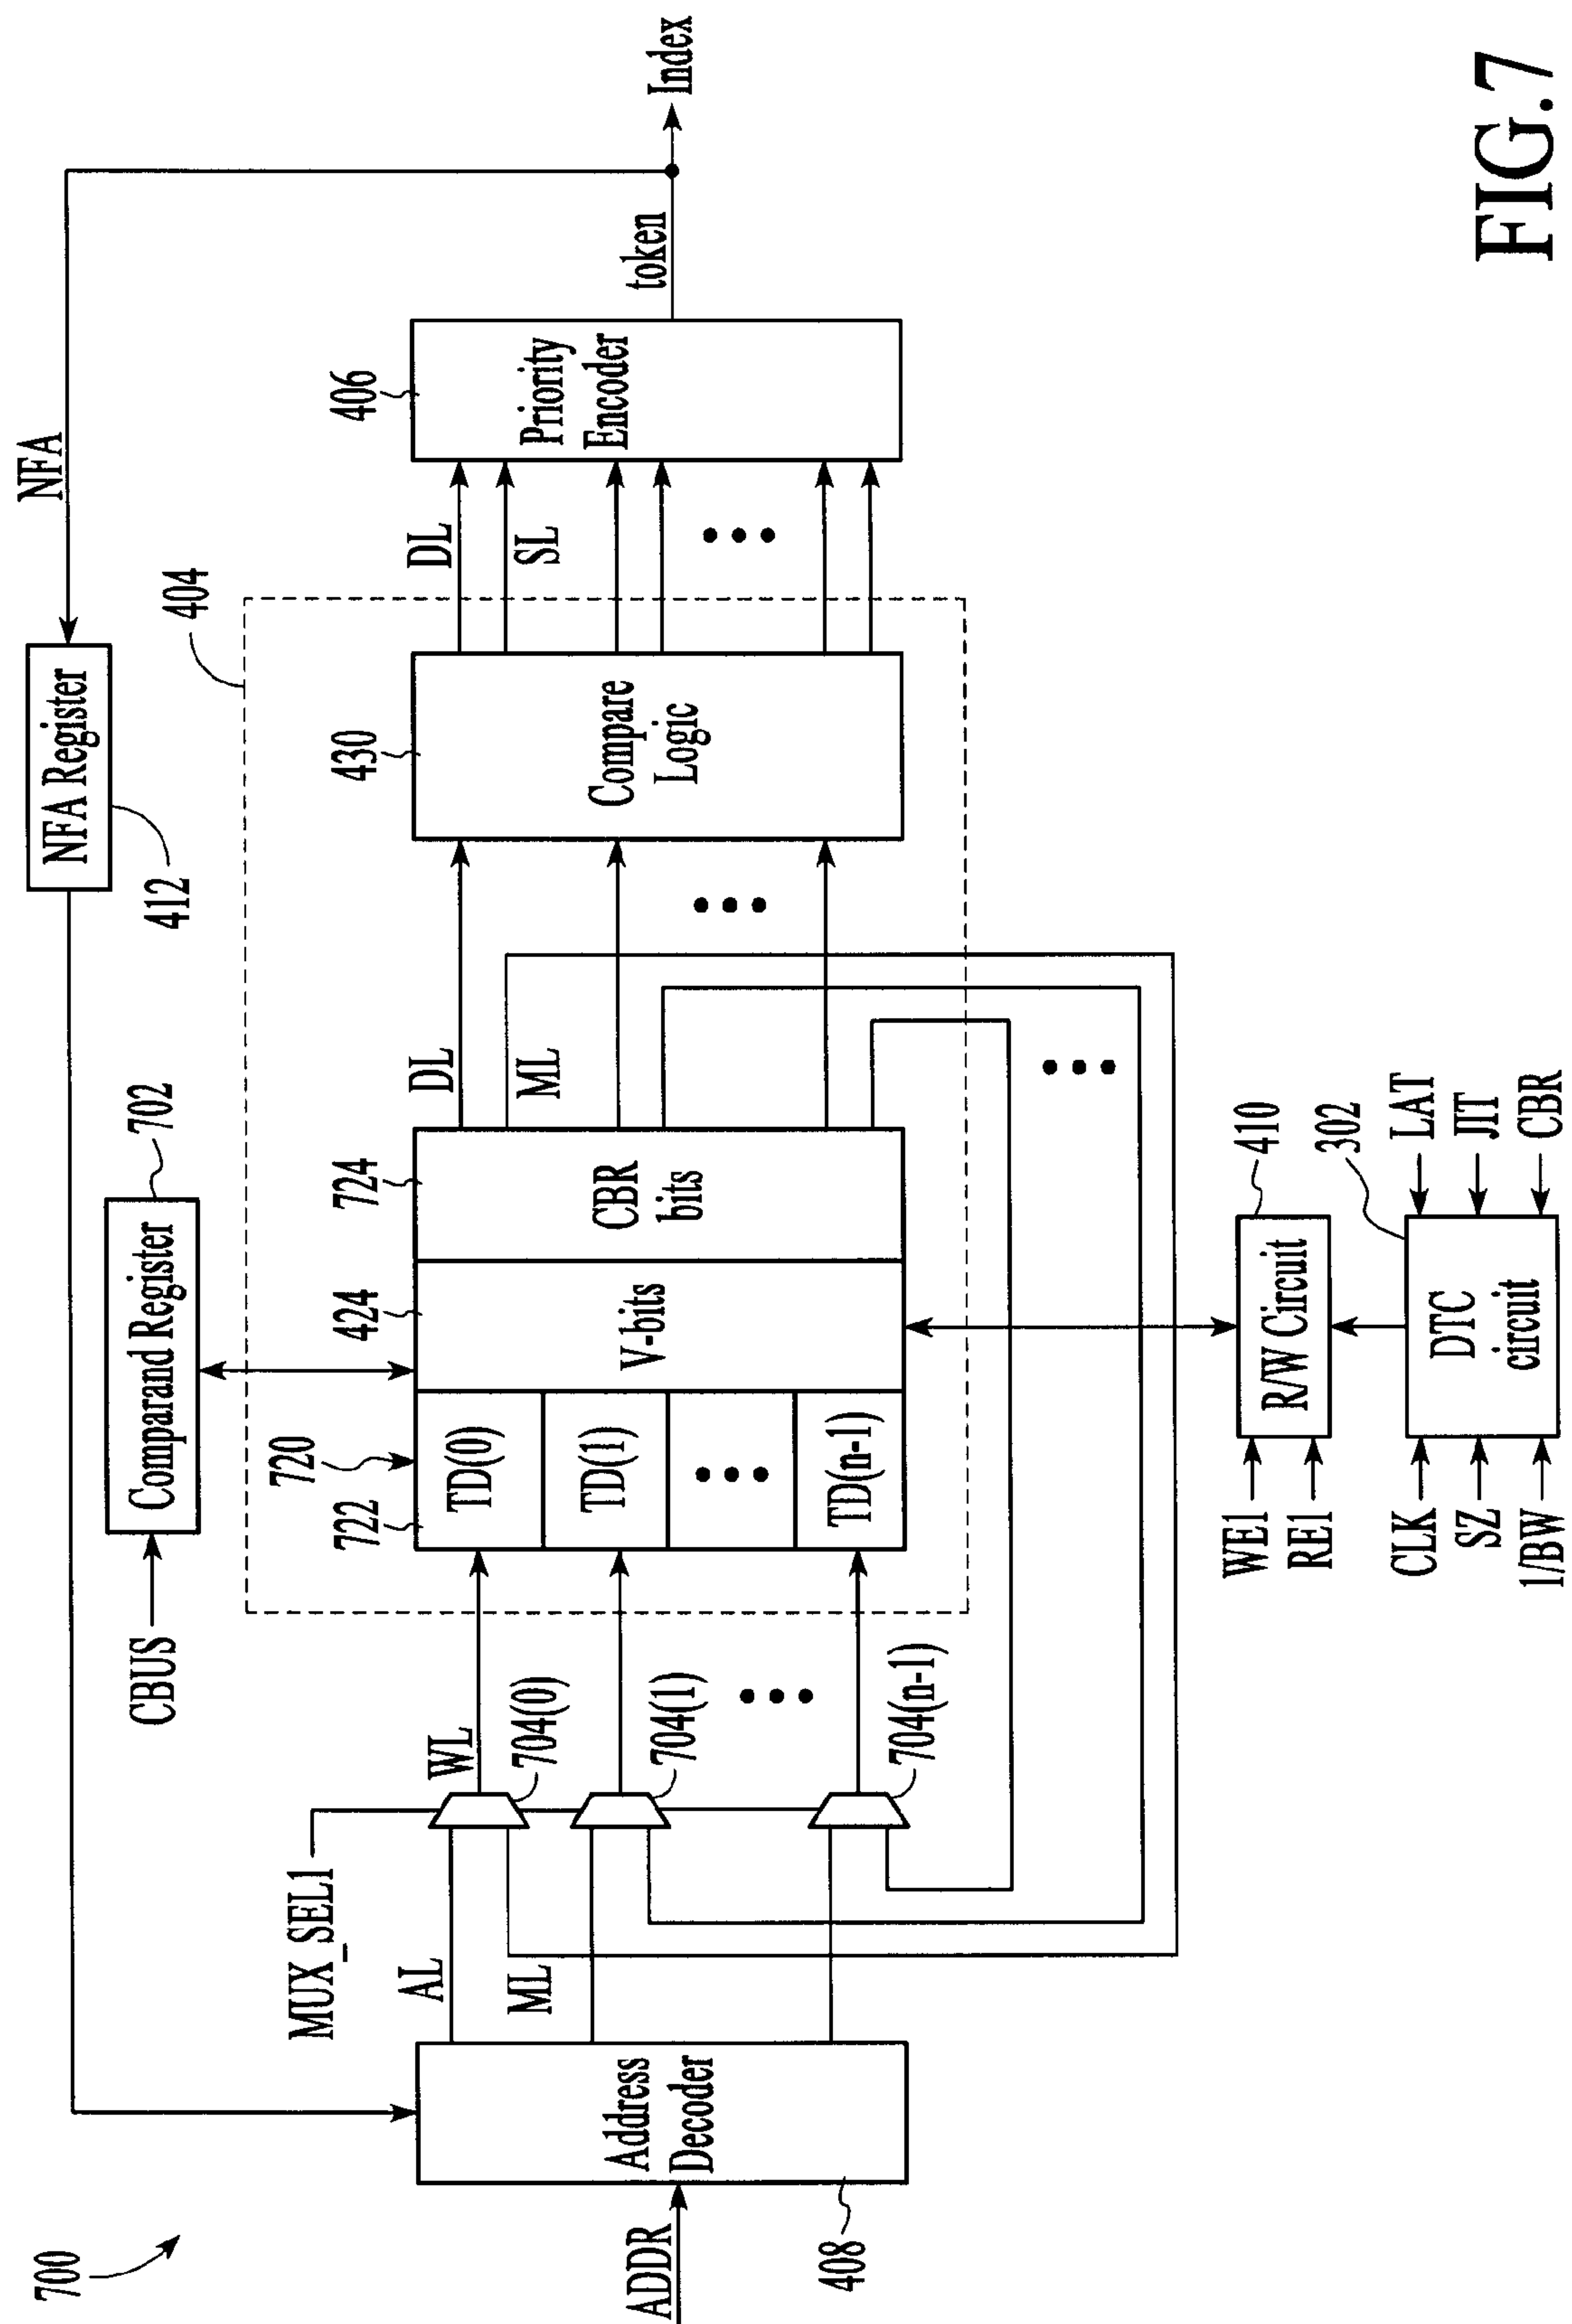 700
NFA
NFA Register
412
CBUS
Comparand Register
702
404
MUX_SEL1
AL
ML
WL
704(0)
704(1)
704(n-1)
ADDR
Address
Decoder
408
720
722
TD(0)
TD(1)
TD(n-1)
424
V-bits
724
CBR
bits
DL
ML
430
Compare
Logic
DL
SL
406
Priority
Encoder
token
Index
WE1
RE1
R/W Circuit
410
302
CLK
SZ
1/BW
DTC
circuit
LAT
JIT
CBR
FIG.7